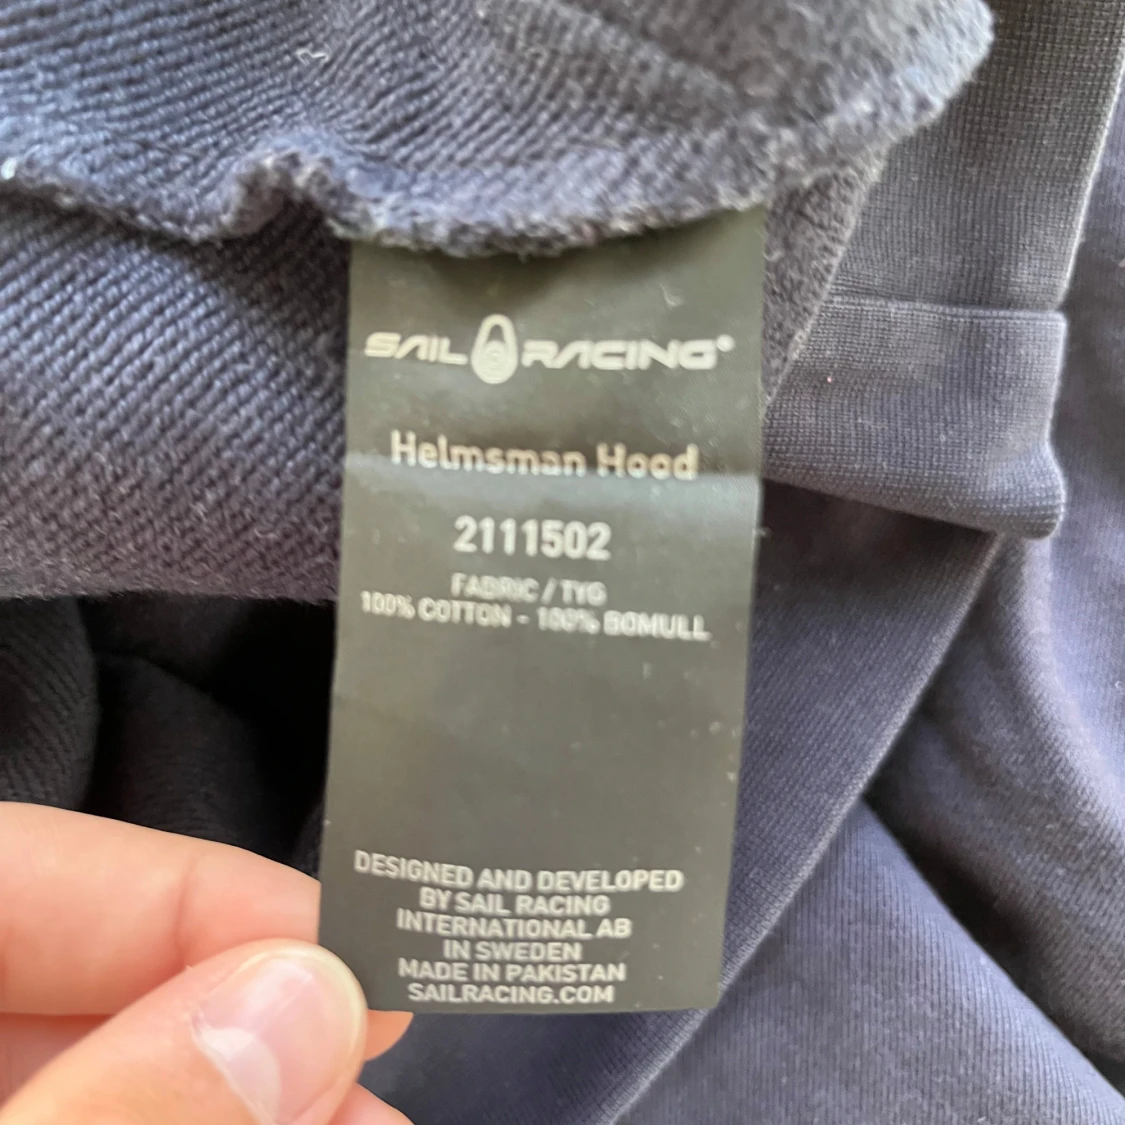 SAIL RACING®
Helmsman Hood
2111502
FABRIC / TYG
100% COTTON - 100% BOMULL
DESIGNED AND DEVELOPED
BY SAIL RACING
INTERNATIONAL AB
IN SWEDEN
MADE IN PAKISTAN
SAILRACING.COM